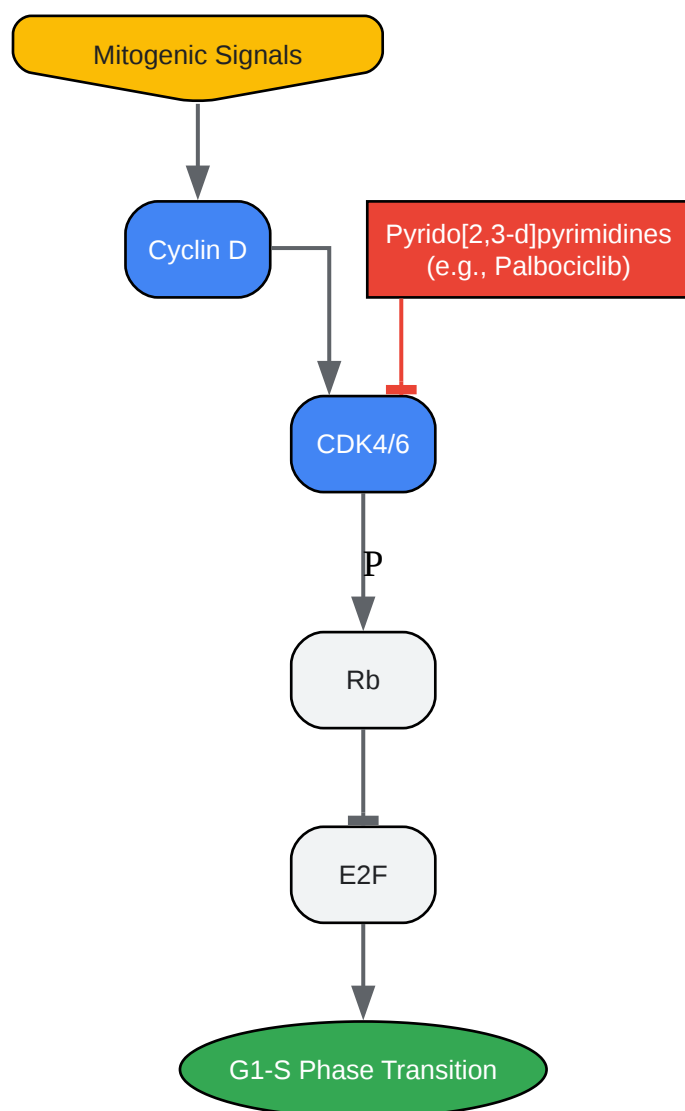 Mitogenic Signals
Cyclin D
Pyrido[2,3-d]pyrimidines
(e.g., Palbociclib)
CDK4/6
P
Rb
E2F
G1-S Phase Transition